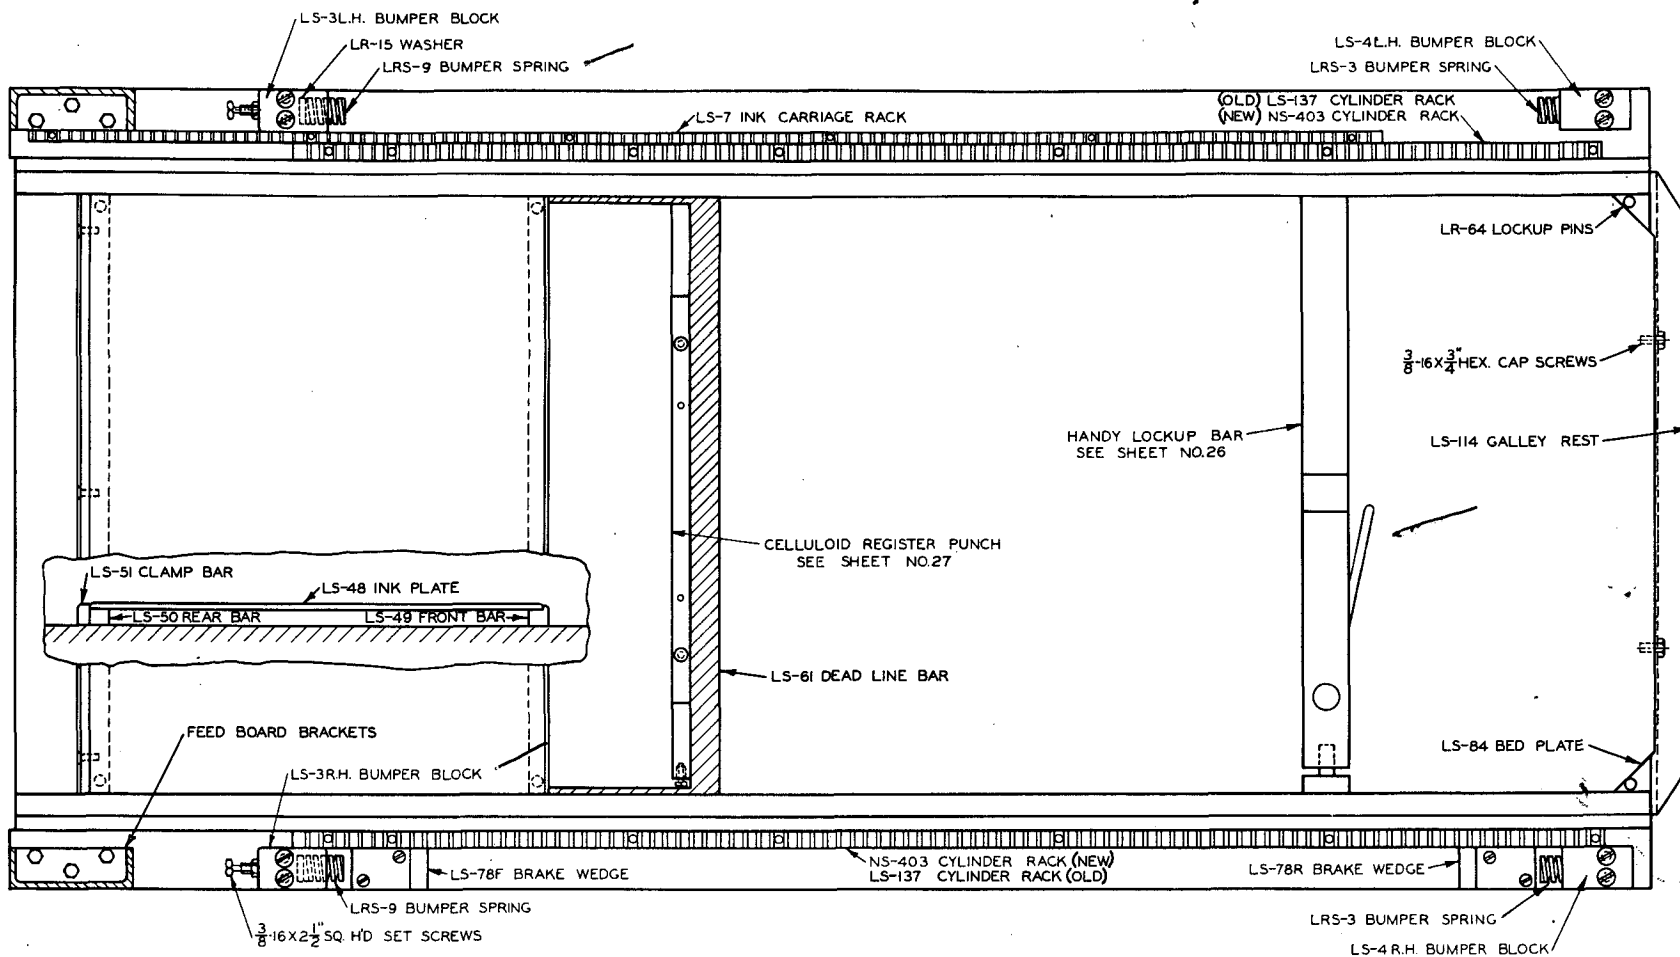 LS-3L.H. BUMPER BLOCK
LR-15 WASHER
LRS-9 BUMPER SPRING
LS-4L.H. BUMPER BLOCK
LRS-3 BUMPER SPRING
LS-7 INK CARRIAGE RACK
(OLD) LS-137 CYLINDER RACK
(NEW) NS-403 CYLINDER RACK
LR-64 LOCKUP PINS
3/8-16X3/4" HEX. CAP SCREWS
HANDY LOCKUP BAR
SEE SHEET NO.26
LS-114 GALLEY REST
CELLULOID REGISTER PUNCH
SEE SHEET NO.27
LS-51 CLAMP BAR
LS-48 INK PLATE
LS-50 REAR BAR
LS-49 FRONT BAR
LS-61 DEAD LINE BAR
FEED BOARD BRACKETS
LS-3R.H. BUMPER BLOCK
LS-84 BED PLATE
LS-78F BRAKE WEDGE
NS-403 CYLINDER RACK (NEW)
LS-137 CYLINDER RACK (OLD)
LS-78R BRAKE WEDGE
LRS-9 BUMPER SPRING
3/8-16X2 1/2" SQ. H'D SET SCREWS
LRS-3 BUMPER SPRING
LS-4 R.H. BUMPER BLOCK